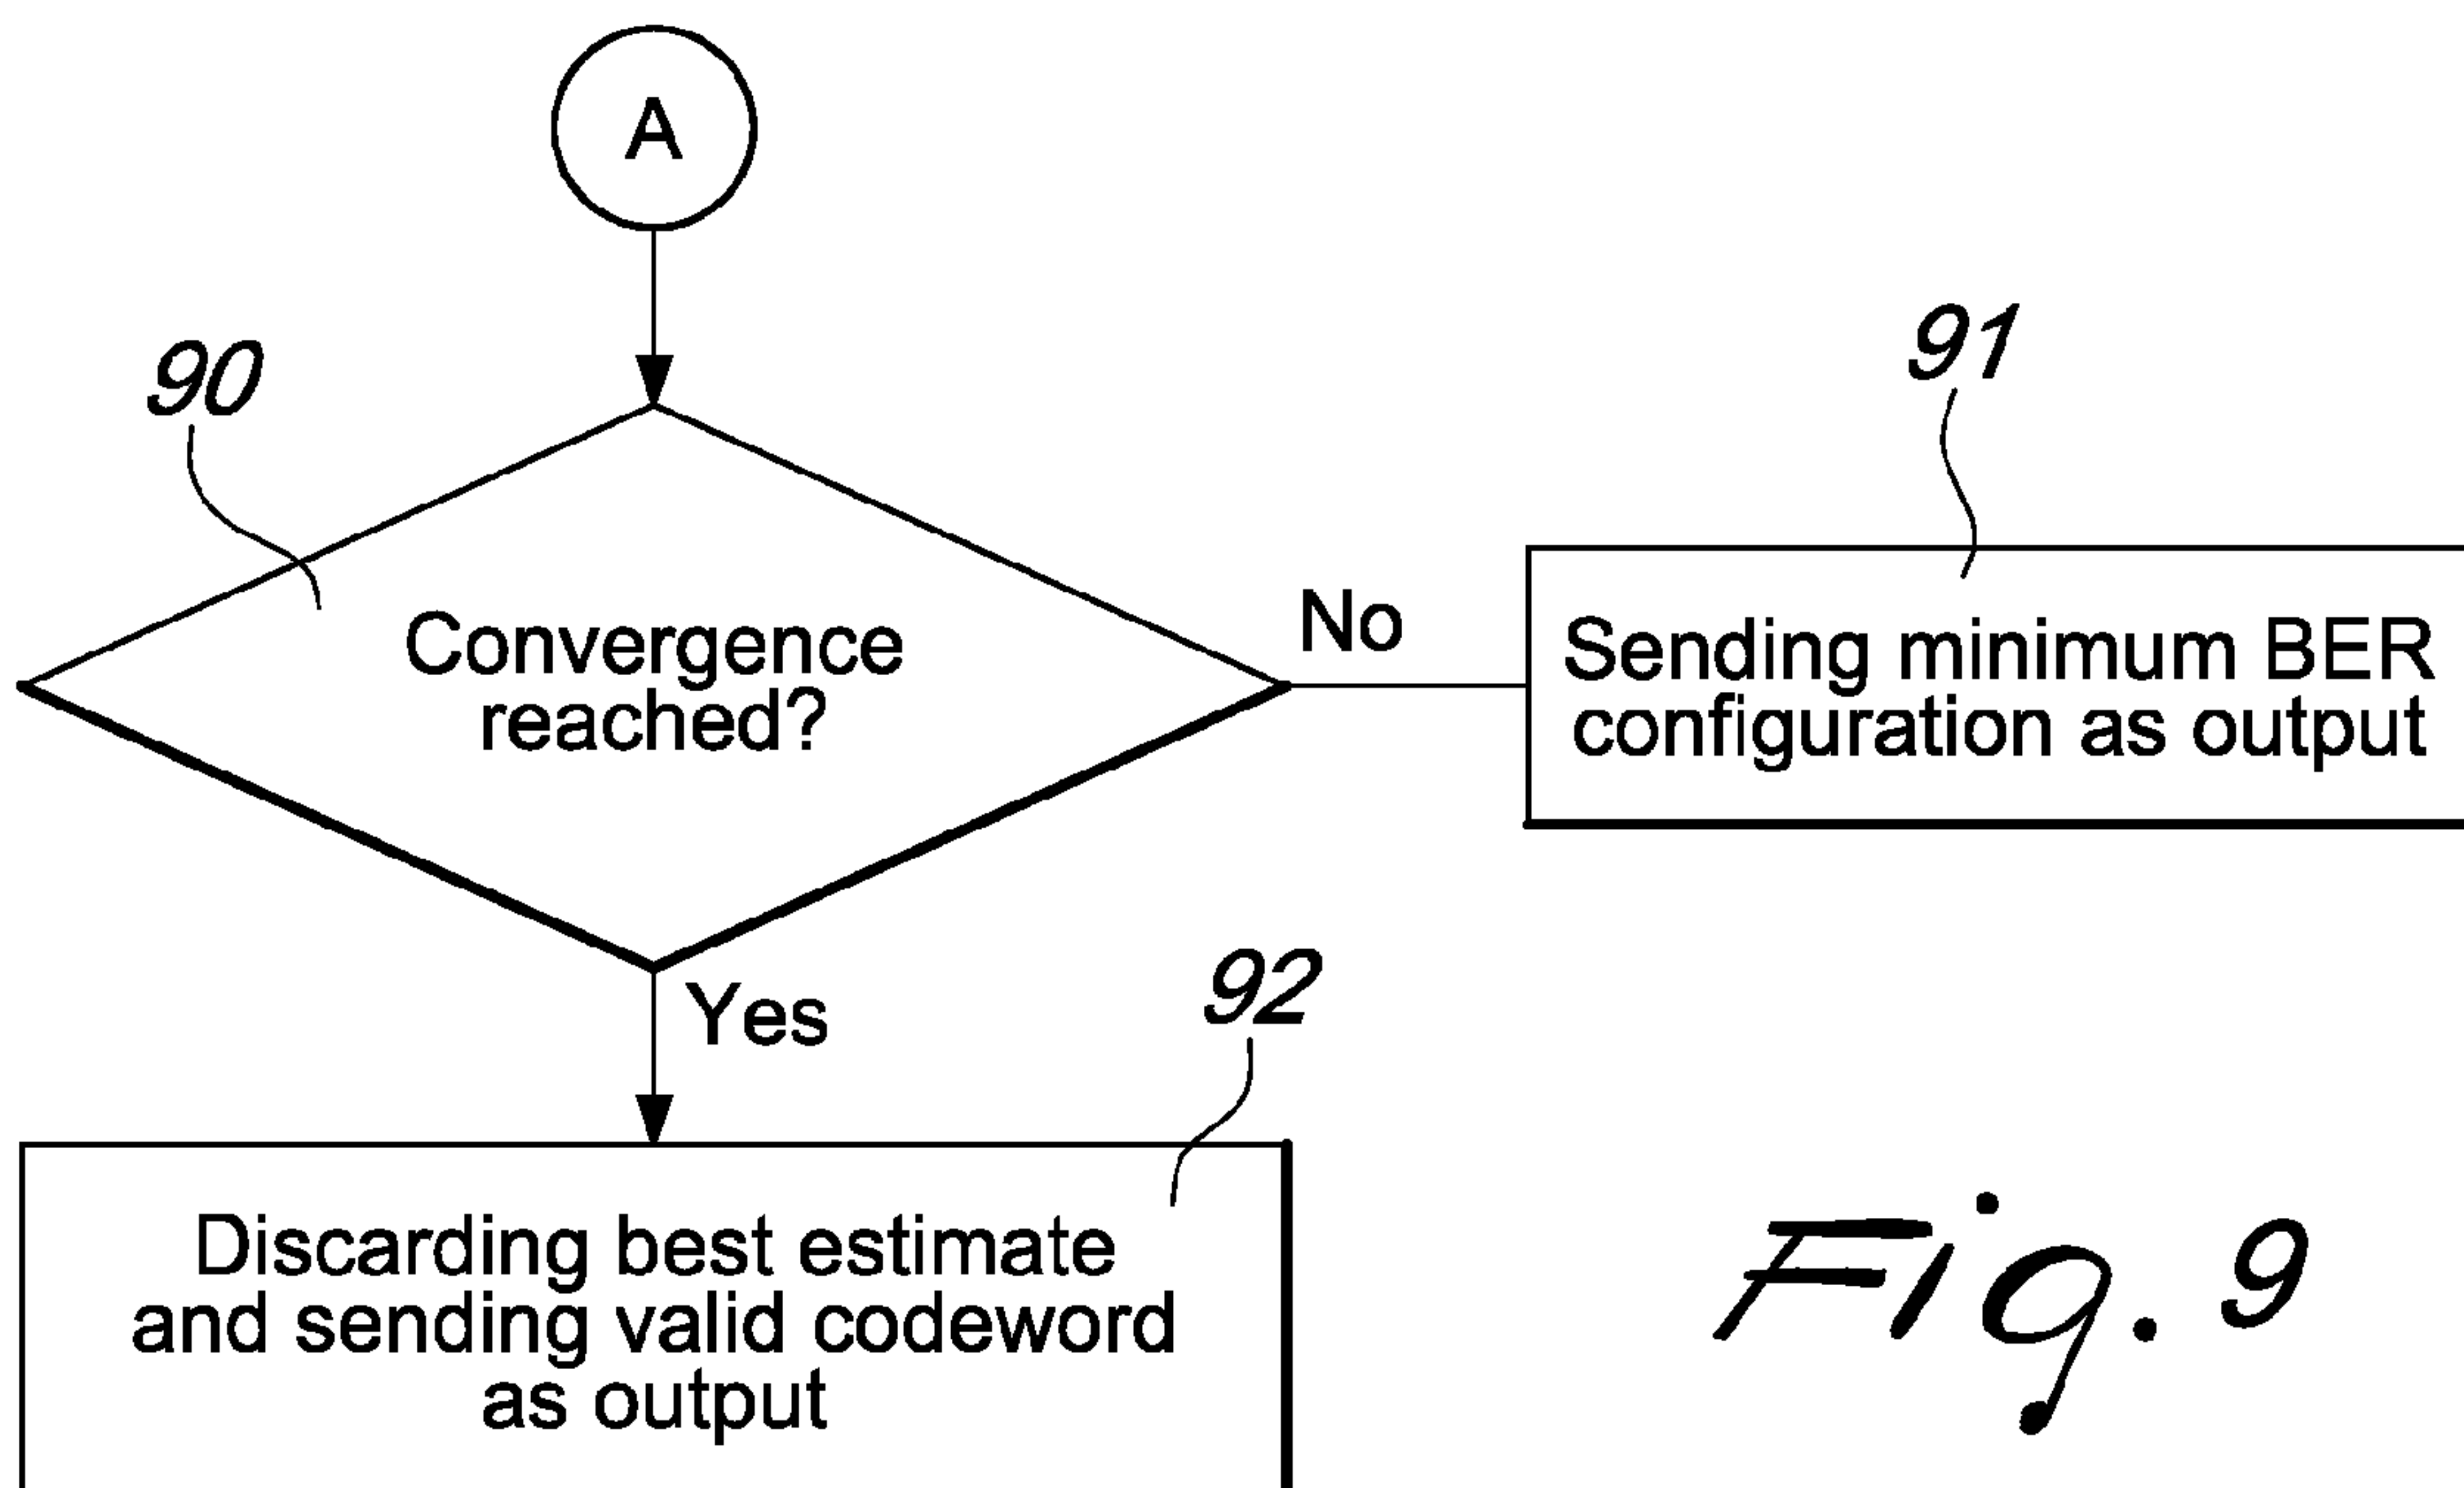 A
90
91
Convergence
reached?
No
Sending minimum BER
configuration as output
Yes
92
Discarding best estimate
and sending valid codeword
as output
Fig. 9